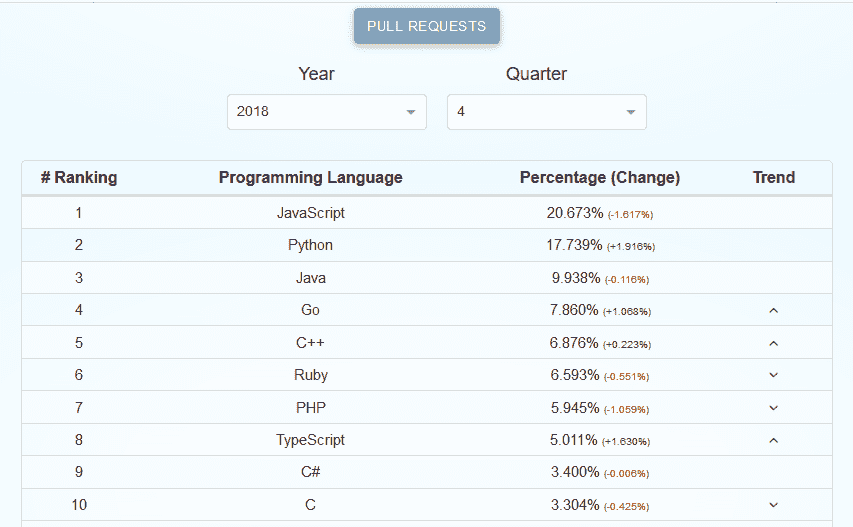 PULL REQUESTS
Year Quarter
2018 4
# Ranking Programming Language Percentage (Change) Trend
1 JavaScript 20.673% (-1.617%)
2 Python 17.739% (+1.916%)
3 Java 9.938% (-0.116%)
4 Go 7.860% (+1.068%)
5 C++ 6.876% (+0.223%)
6 Ruby 6.593% (-0.551%)
7 PHP 5.945% (-1.059%)
8 TypeScript 5.011% (+1.630%)
9 C# 3.400% (-0.006%)
10 C 3.304% (-0.425%)